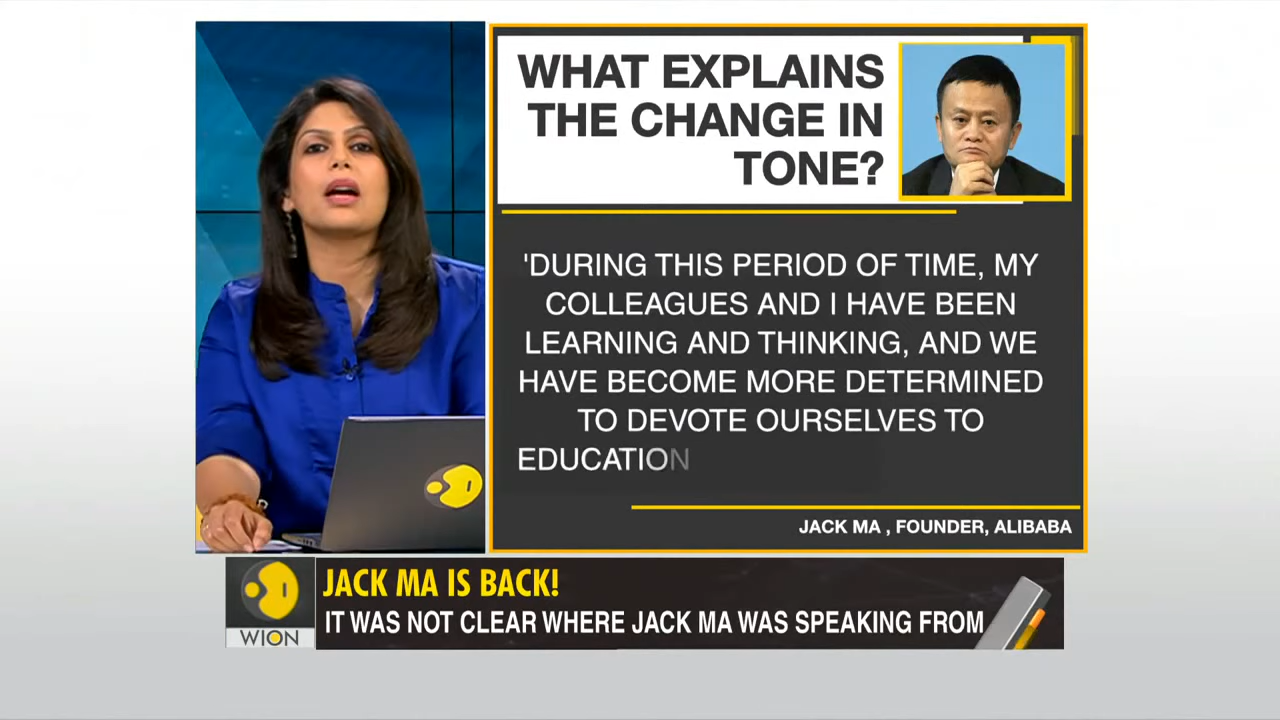 WHAT EXPLAINS
THE CHANGE IN
TONE?
'DURING THIS PERIOD OF TIME, MY
COLLEAGUES AND I HAVE BEEN
LEARNING AND THINKING, AND WE
HAVE BECOME MORE DETERMINED
TO DEVOTE OURSELVES TO
EDUCATION
JACK MA , FOUNDER, ALIBABA
JACK MA IS BACK!
IT WAS NOT CLEAR WHERE JACK MA WAS SPEAKING FROM
WION